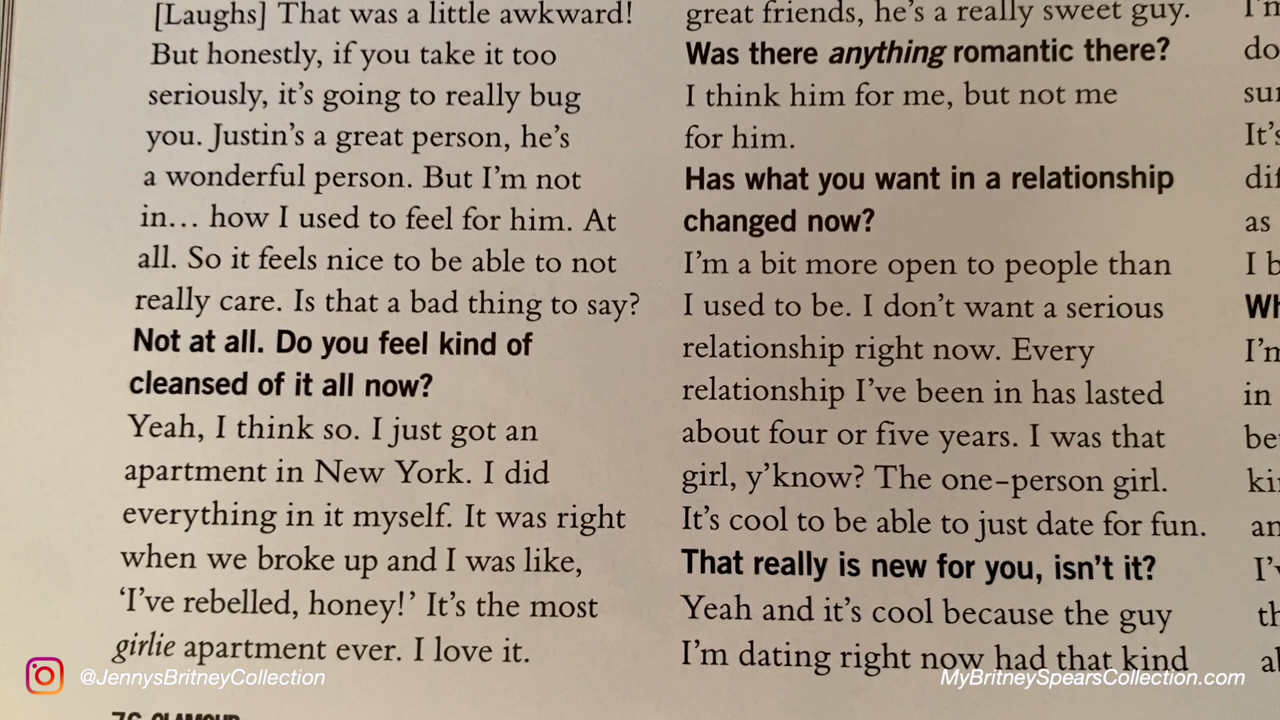 [Laughs] That was a little awkward!
But honestly, if you take it too
seriously, it's going to really bug
you. Justin's a great person, he's
a wonderful person. But I'm not
in… how I used to feel for him. At
all. So it feels nice to be able to not
really care. Is that a bad thing to say?
Not at all. Do you feel kind of
cleansed of it all now?
Yeah, I think so. I just got an
apartment in New York. I did
everything in it myself. It was right
when we broke up and I was like,
‘I've rebelled, honey!’ It's the most
girlie apartment ever. I love it.
76 GLAMOUR
great friends, he's a really sweet guy.
Was there anything romantic there?
I think him for me, but not me
for him.
Has what you want in a relationship
changed now?
I'm a bit more open to people than
I used to be. I don't want a serious
relationship right now. Every
relationship I've been in has lasted
about four or five years. I was that
girl, y'know? The one-person girl.
It's cool to be able to just date for fun.
That really is new for you, isn't it?
Yeah and it's cool because the guy
I'm dating right now had that kind
do
It's
as
I b
I'm
in
@JennysBritneyCollection
MyBritneySpearsCollection.com